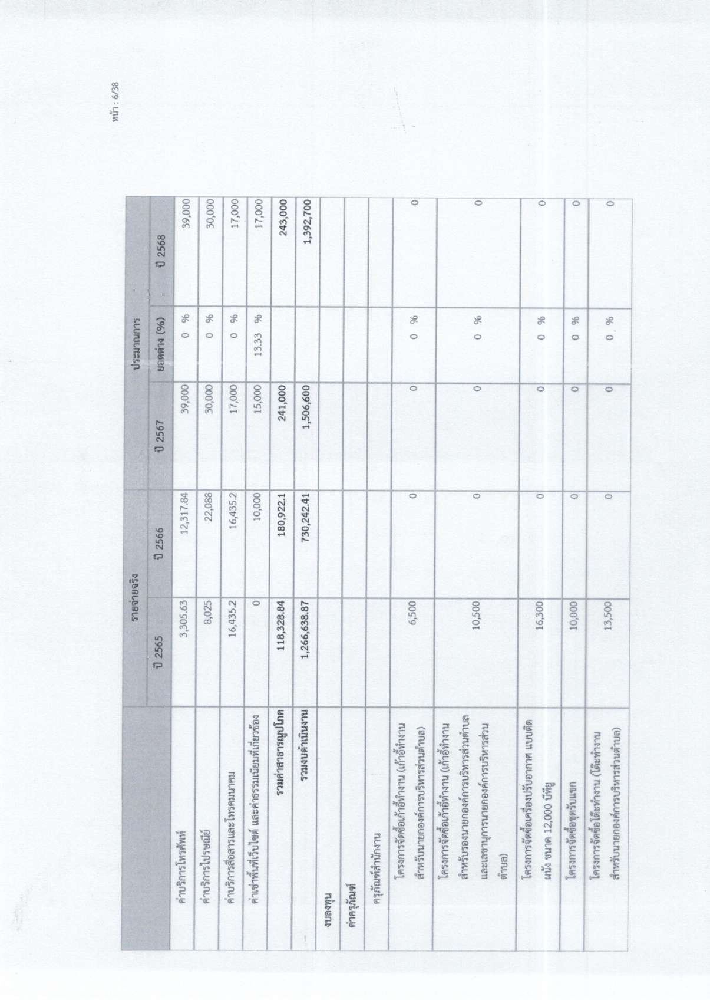 หน้า : 6/38
รายจ่ายจริง ประมาณการ
ปี 2565 ปี 2566 ปี 2567 ยอดต่าง (%) ปี 2568
ค่าบริการโทรศัพท์ 3,305.63 12,317.84 39,000 0 % 39,000
ค่าบริการไปรษณีย์ 8,025 22,088 30,000 0 % 30,000
ค่าบริการสื่อสารและโทรคมนาคม 16,435.2 16,435.2 17,000 0 % 17,000
ค่าเช่าพื้นที่เว็บไซต์ และค่าธรรมเนียมที่เกี่ยวข้อง 0 10,000 15,000 13.33 % 17,000
รวมค่าสาธารณูปโภค 118,328.84 180,922.1 241,000 243,000
รวมงบดำเนินงาน 1,266,638.87 730,242.41 1,506,600 1,392,700
งบลงทุน
ค่าครุภัณฑ์
ครุภัณฑ์สำนักงาน
โครงการจัดซื้อเก้าอี้ทำงาน (เก้าอี้ทำงาน 6,500 0 0 0 % 0
สำหรับนายกองค์การบริหารส่วนตำบล)
โครงการจัดซื้อเก้าอี้ทำงาน (เก้าอี้ทำงาน 10,500 0 0 0 % 0
สำหรับรองนายกองค์การบริหารส่วนตำบล
และเลขานุการนายกองค์การบริหารส่วน
ตำบล)
โครงการจัดซื้อเครื่องปรับอากาศ แบบติด 16,300 0 0 0 % 0
ผนัง ขนาด 12,000 บีทียู
โครงการจัดซื้อชุดรับแขก 10,000 0 0 0 % 0
โครงการจัดซื้อโต๊ะทำงาน (โต๊ะทำงาน 13,500 0 0 0 % 0
สำหรับนายกองค์การบริหารส่วนตำบล)